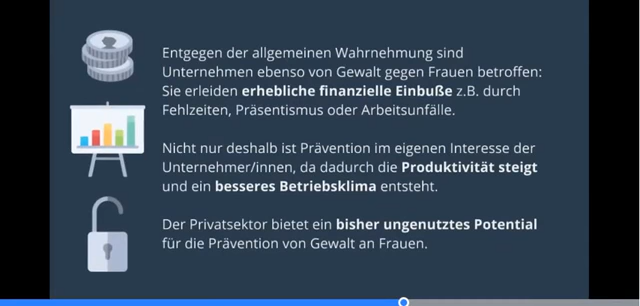 Entgegen der allgemeinen Wahrnehmung sind
Unternehmen ebenso von Gewalt gegen Frauen betroffen:
Sie erleiden erhebliche finanzielle Einbuße z.B. durch
Fehlzeiten, Präsentismus oder Arbeitsunfälle.
Nicht nur deshalb ist Prävention im eigenen Interesse der
Unternehmer/innen, da dadurch die Produktivität steigt
und ein besseres Betriebsklima entsteht.
Der Privatsektor bietet ein bisher ungenutztes Potential
für die Prävention von Gewalt an Frauen.